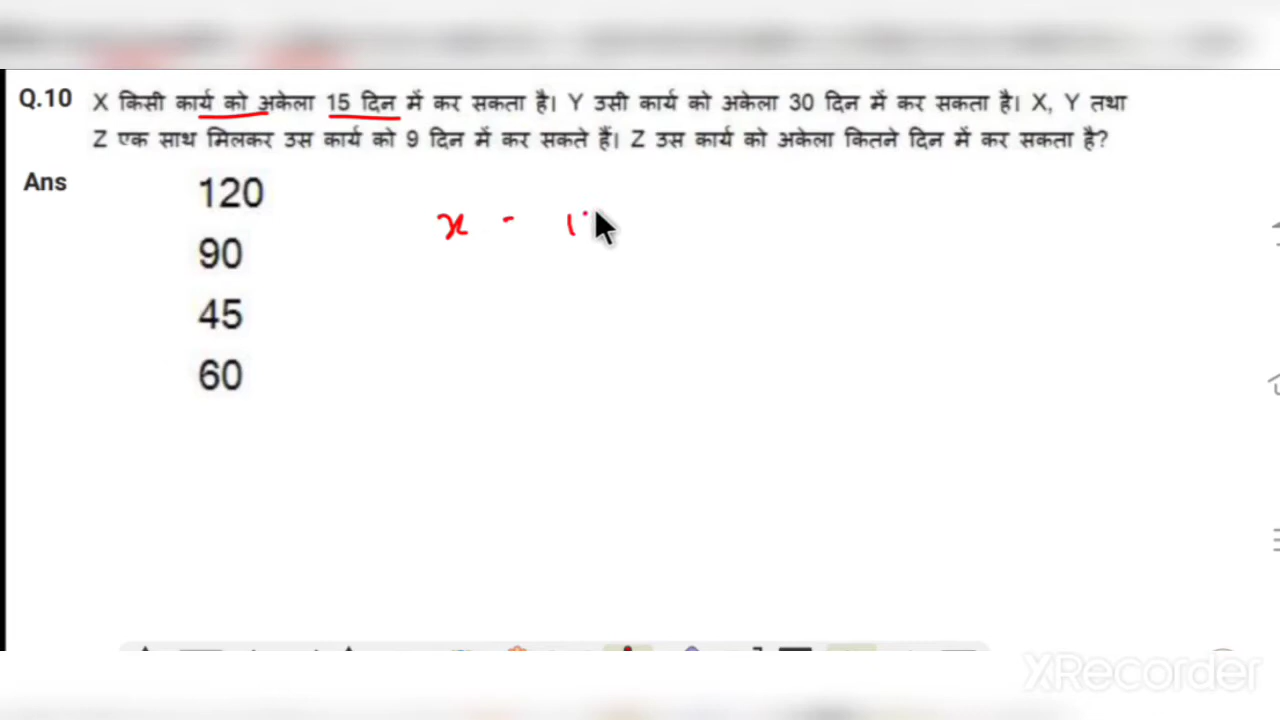 Q.10 X किसी कार्य को अकेला 15 दिन में कर सकता है। Y उसी कार्य को अकेला 30 दिन में कर सकता है। X, Y तथा
Z एक साथ मिलकर उस कार्य को 9 दिन में कर सकते हैं। Z उस कार्य को अकेला कितने दिन में कर सकता है?
Ans 120
x - 1
90
45
60
XRecorder